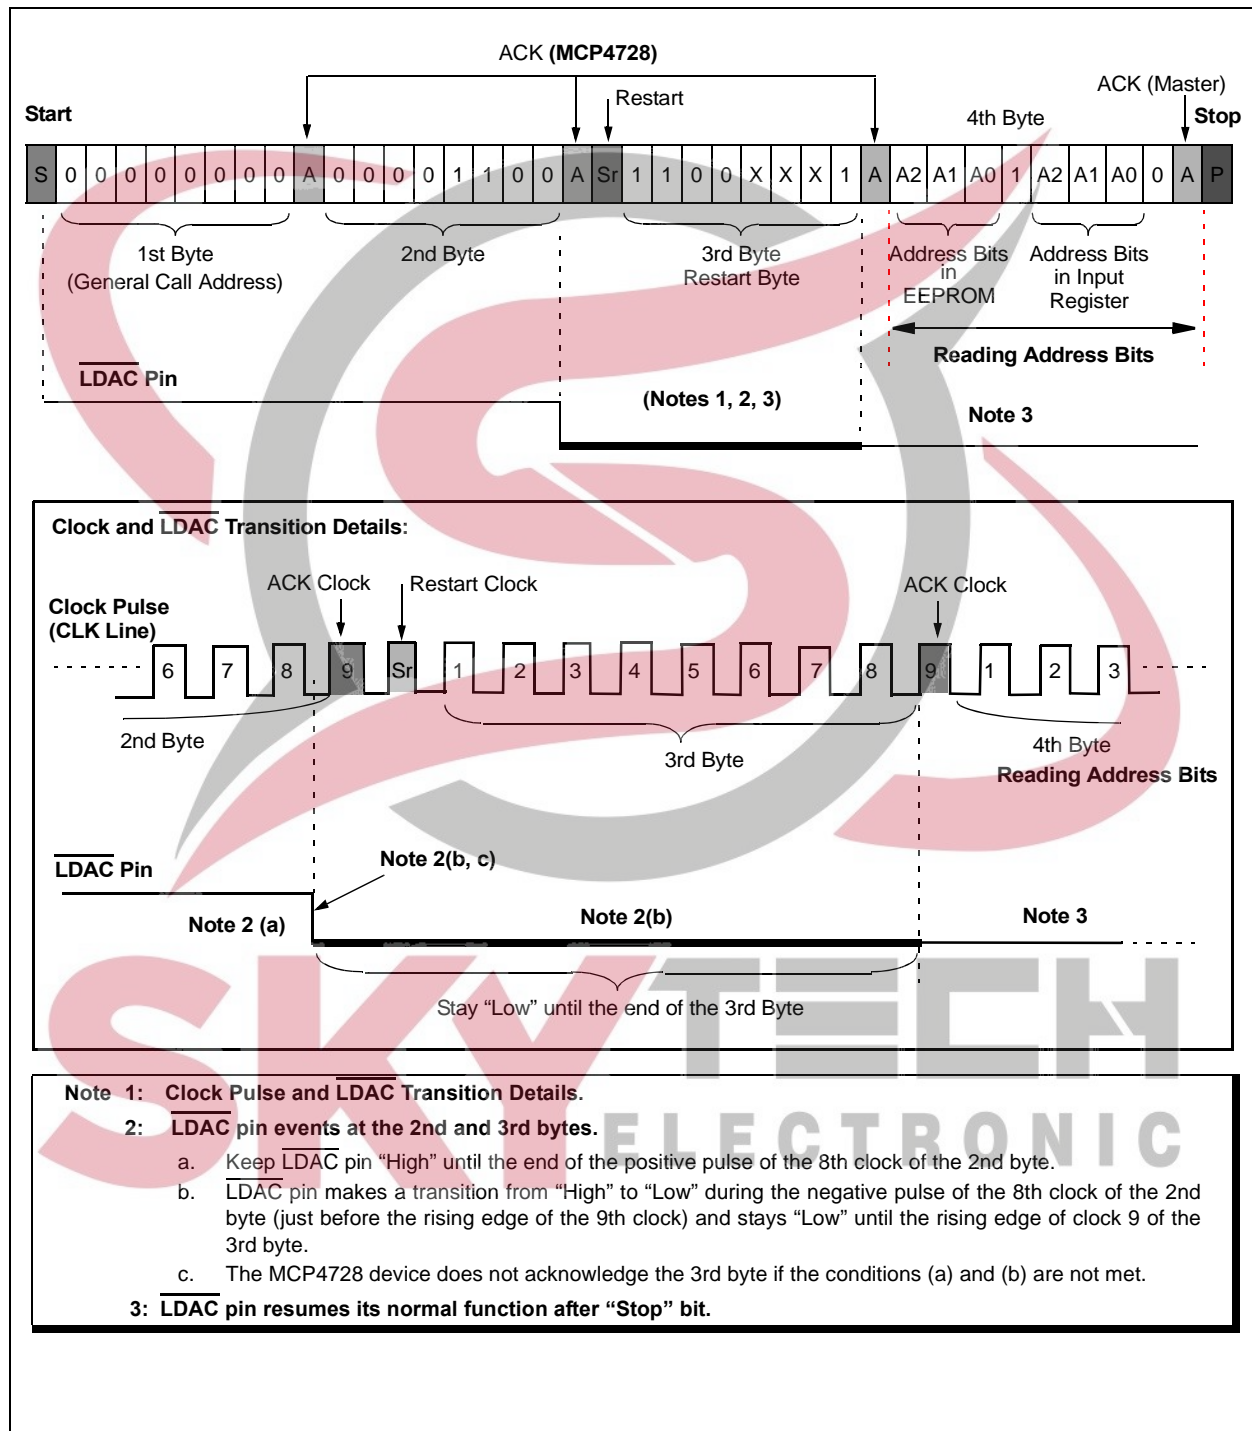 ACK (MCP4728)
Restart
ACK (Master)
Start
4th Byte
Stop
S 0 0 0 0 0 0 0 0 A 0 0 0 0 1 1 0 0 A Sr 1 1 0 0 X X X 1 A A2 A1 A0 1 A2 A1 A0 0 A P
1st Byte
(General Call Address)
2nd Byte
3rd Byte
Restart Byte
Address Bits
in
EEPROM
Address Bits
in Input
Register
Reading Address Bits
LDAC Pin
(Notes 1, 2, 3)
Note 3
Clock and LDAC Transition Details:
ACK Clock
Restart Clock
ACK Clock
Clock Pulse
(CLK Line)
6 7 8 9 Sr 1 2 3 4 5 6 7 8 9 1 2 3
2nd Byte
3rd Byte
4th Byte
Reading Address Bits
LDAC Pin
Note 2(b, c)
Note 2 (a)
Note 2(b)
Note 3
Stay “Low” until the end of the 3rd Byte
SKYTECH
ELECTRONIC
Note 1: Clock Pulse and LDAC Transition Details.
2: LDAC pin events at the 2nd and 3rd bytes.
a. Keep LDAC pin “High” until the end of the positive pulse of the 8th clock of the 2nd byte.
b. LDAC pin makes a transition from “High” to “Low” during the negative pulse of the 8th clock of the 2nd
byte (just before the rising edge of the 9th clock) and stays “Low” until the rising edge of clock 9 of the
3rd byte.
c. The MCP4728 device does not acknowledge the 3rd byte if the conditions (a) and (b) are not met.
3: LDAC pin resumes its normal function after “Stop” bit.